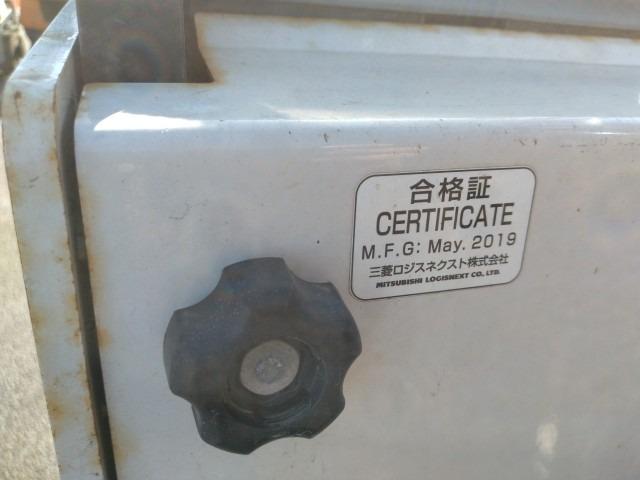 合格証
CERTIFICATE
M.F.G: May. 2019
三菱ロジスネクスト株式会社
MITSUBISHI LOGISNEXT CO., LTD.